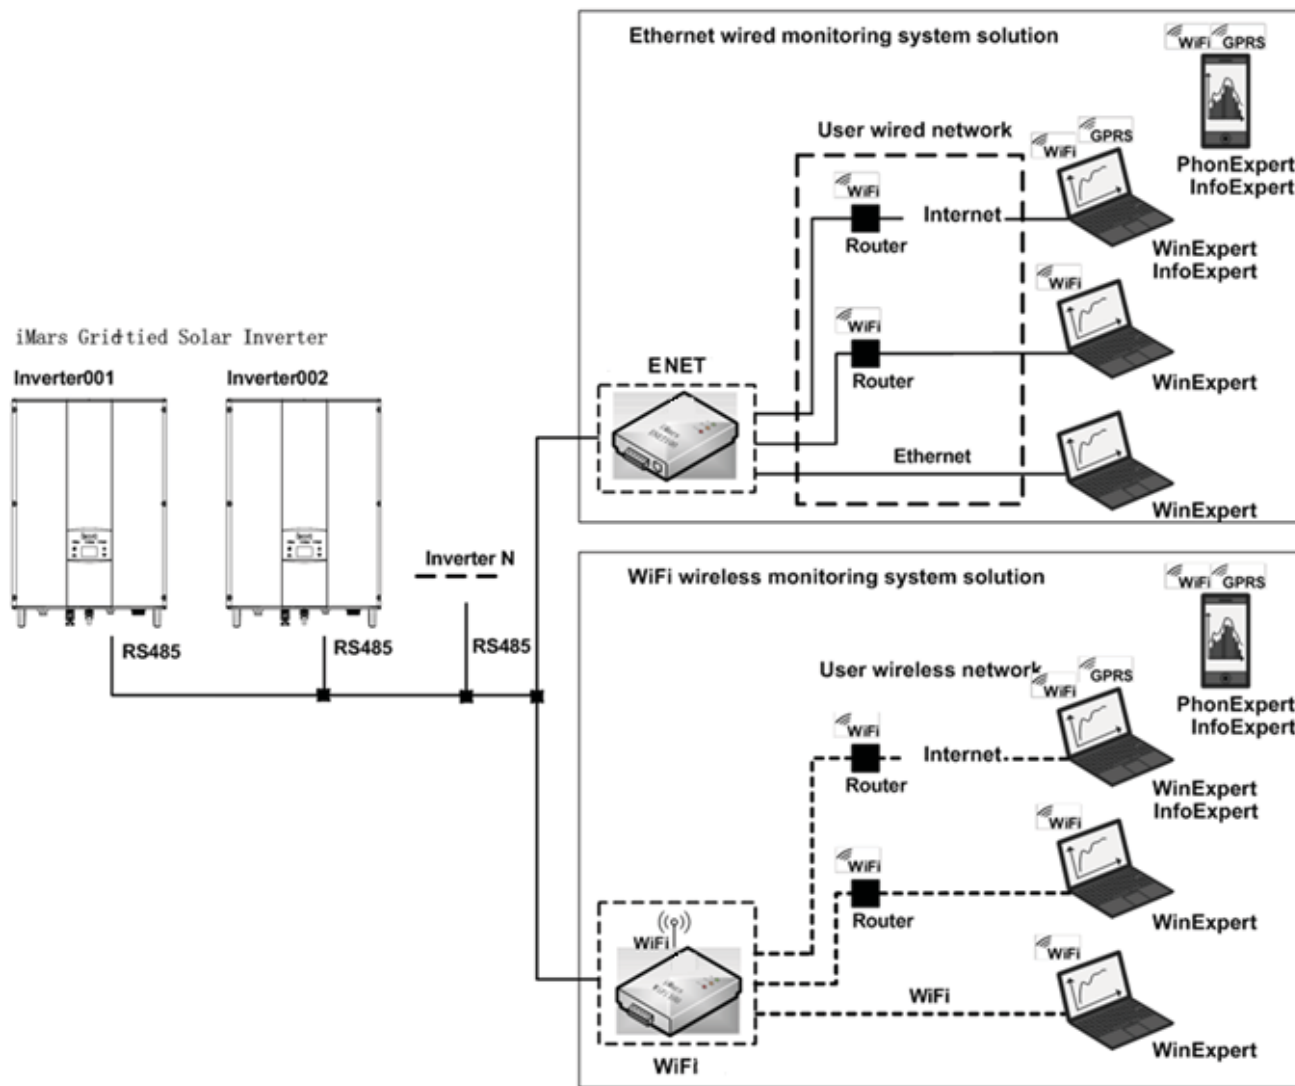 Ethernet wired monitoring system solution
WiFi GPRS
PhonExpert
InfoExpert
User wired network
WiFi
GPRS
WiFi
Router
Internet
WinExpert
InfoExpert
WiFi
WiFi
Router
WinExpert
ENET
iMars
Ethernet
WinExpert
iMars Grid-tied Solar Inverter
Inverter001
Inverter002
Inverter N
RS485
RS485
RS485
WiFi wireless monitoring system solution
WiFi GPRS
PhonExpert
InfoExpert
User wireless network
WiFi
GPRS
WiFi
Router
Internet
WinExpert
InfoExpert
WiFi
WiFi
Router
WinExpert
WiFi
iMars
WiFi
WiFi
WiFi
WinExpert